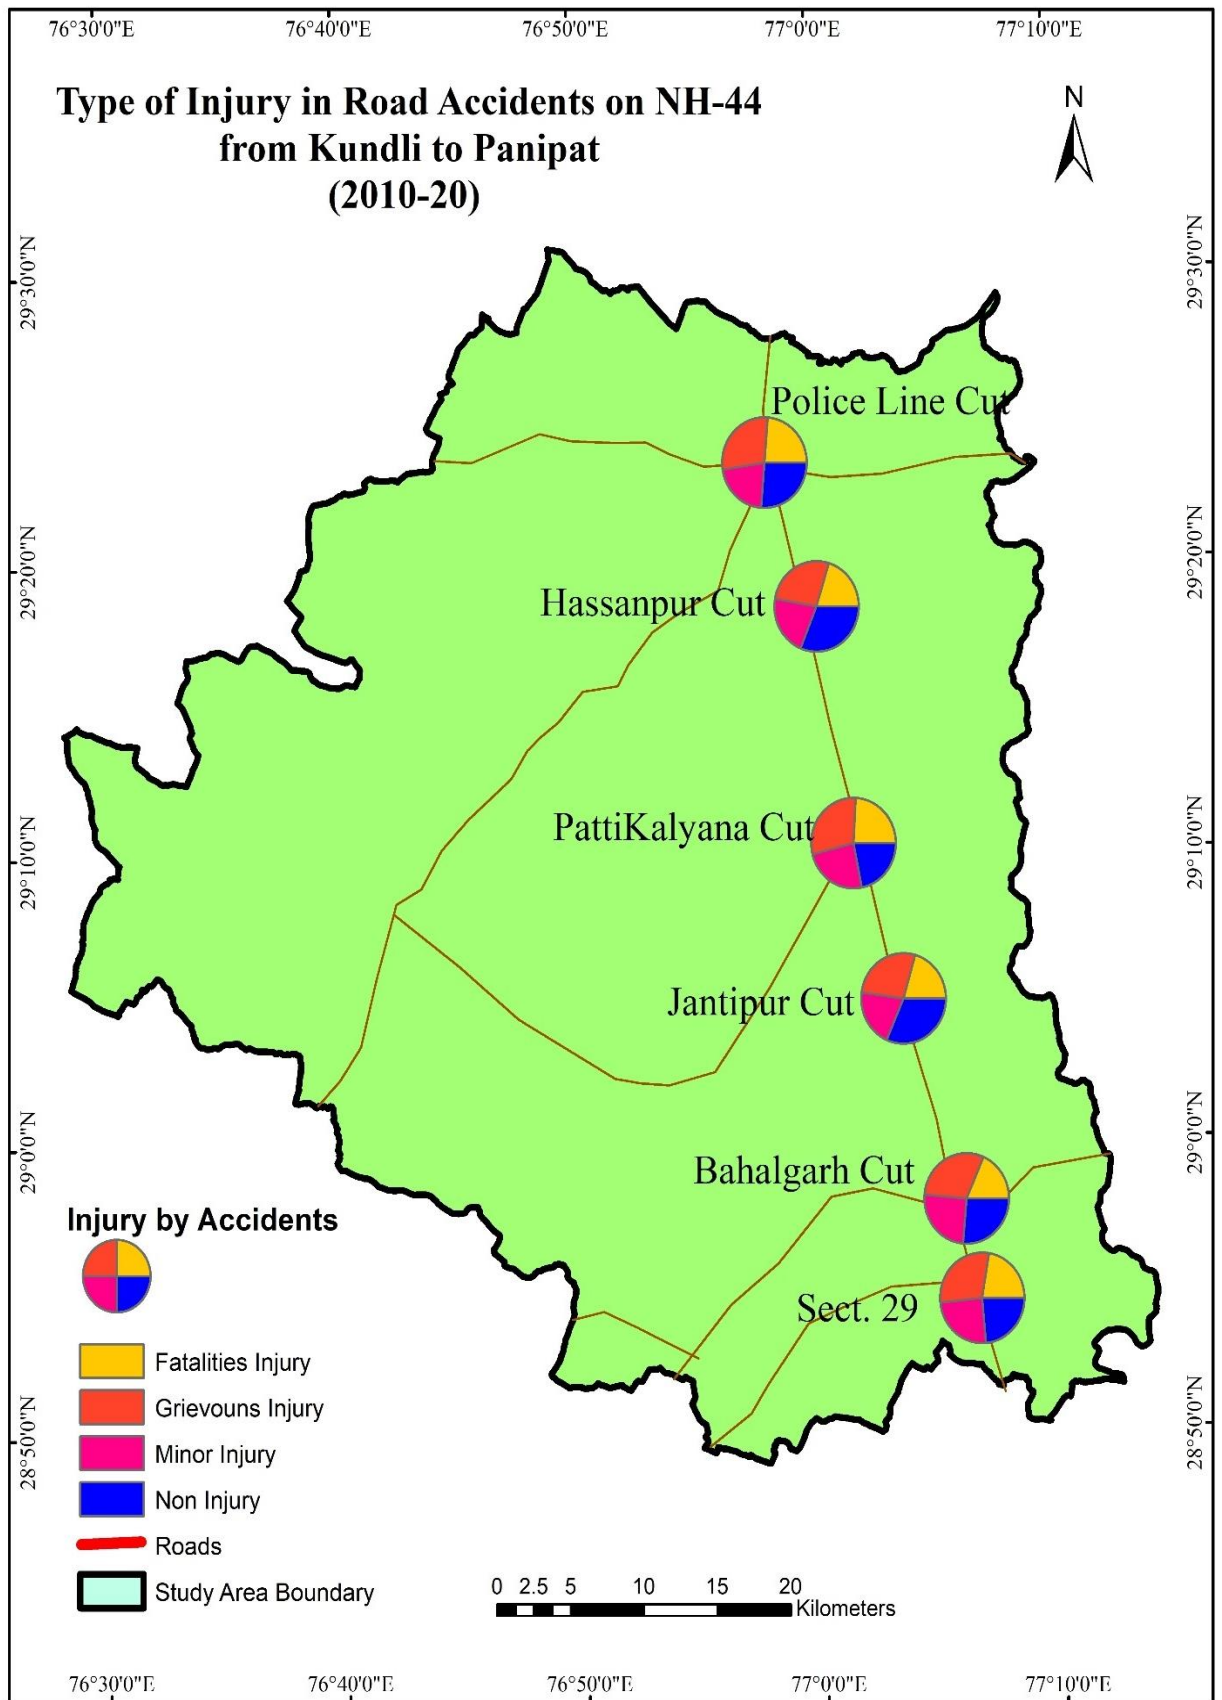 76°30'0"E 76°40'0"E 76°50'0"E 77°0'0"E 77°10'0"E
Type of Injury in Road Accidents on NH-44
from Kundli to Panipat
(2010-20)
N
29°30'0"N 29°30'0"N
Police Line Cut
29°20'0"N 29°20'0"N
Hassanpur Cut
PattiKalyana Cut
29°10'0"N 29°10'0"N
Jantipur Cut
29°0'0"N 29°0'0"N
Bahalgarh Cut
Injury by Accidents
Sect. 29
Fatalities Injury
Grievouns Injury
28°50'0"N 28°50'0"N
Minor Injury
Non Injury
Roads
Study Area Boundary
0 2.5 5 10 15 20
Kilometers
76°30'0"E 76°40'0"E 76°50'0"E 77°0'0"E 77°10'0"E